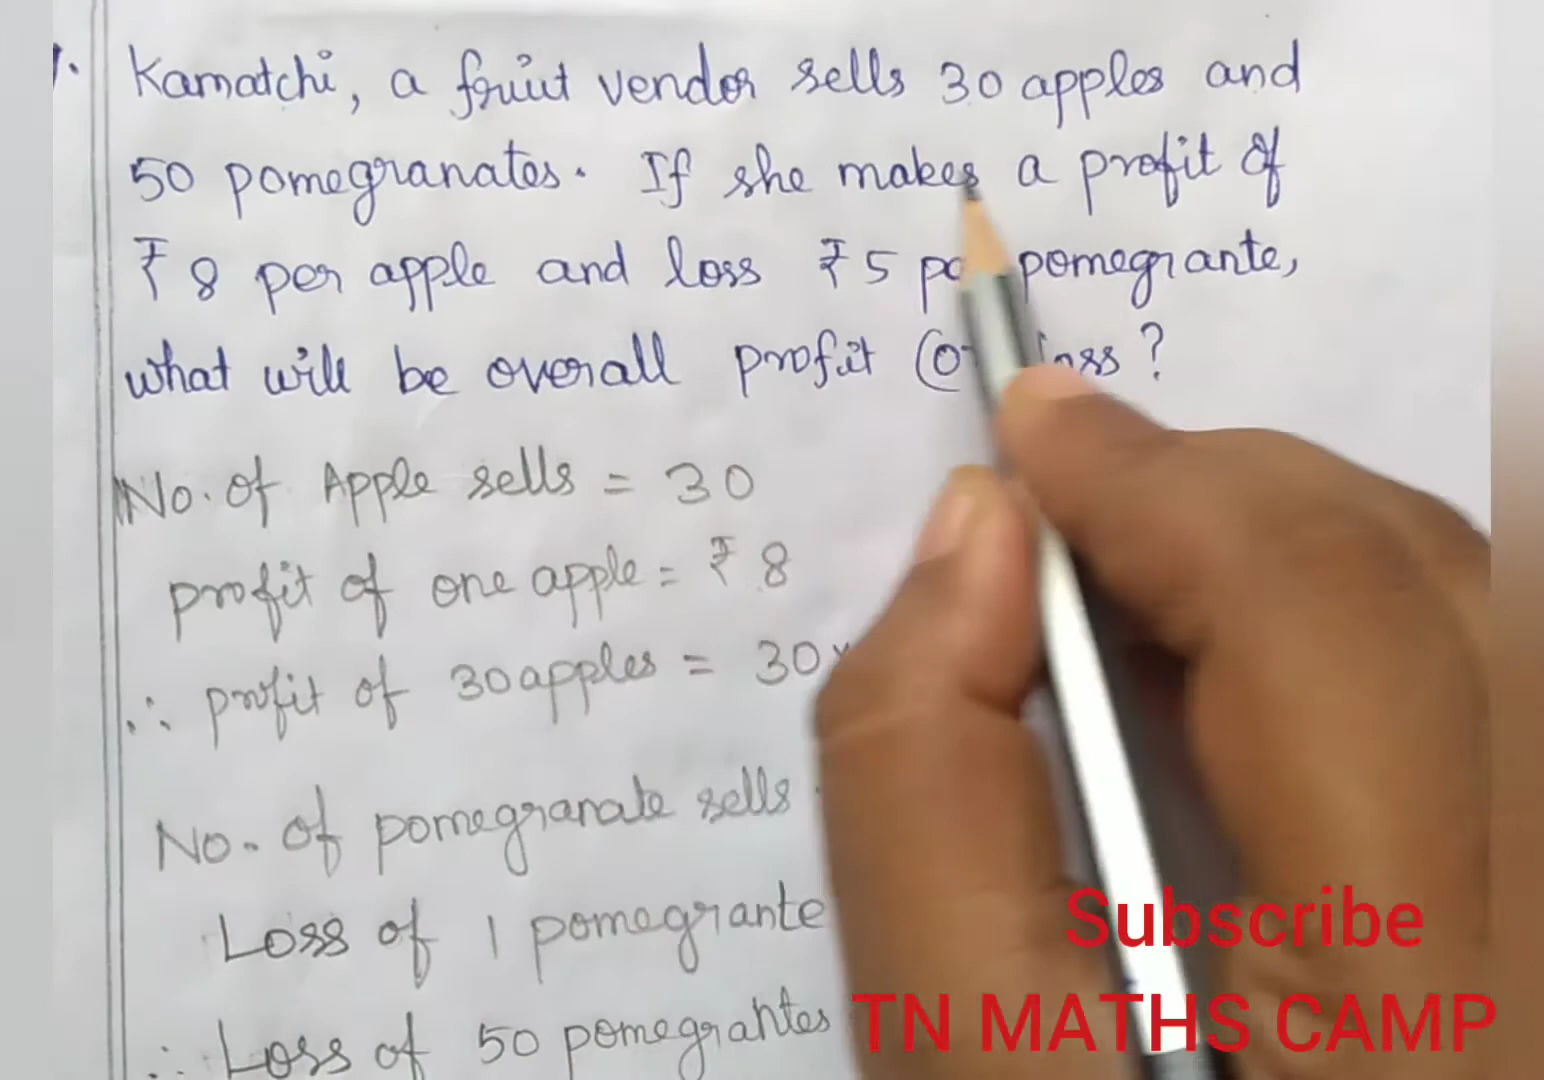 Kamatchi, a fruit vendor sells 30 apples and
50 pomegranates. If she makes a profit of
₹ 8 per apple and loss ₹ 5 pomegrante,
what will be overall profit loss?
No. of Apple sells = 30
profit of one apple = ₹ 8
∴ profit of 30 apples = 30 ×
No. of pomegranate sells
Loss of 1 pomegrante
∴ Loss of 50 pomegrantes
Subscribe
TN MATHS CAMP